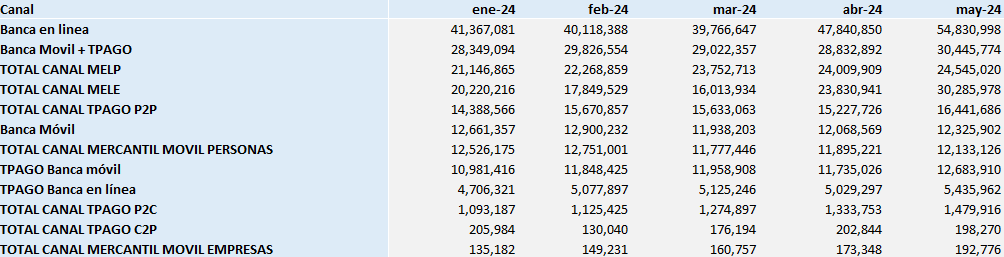 Canal ene-24 feb-24 mar-24 abr-24 may-24
Banca en linea 41,367,081 40,118,388 39,766,647 47,840,850 54,830,998
Banca Movil + TPAGO 28,349,094 29,826,554 29,022,357 28,832,892 30,445,774
TOTAL CANAL MELP 21,146,865 22,268,859 23,752,713 24,009,909 24,545,020
TOTAL CANAL MELE 20,220,216 17,849,529 16,013,934 23,830,941 30,285,978
TOTAL CANAL TPAGO P2P 14,388,566 15,670,857 15,633,063 15,227,726 16,441,686
Banca Móvil 12,661,357 12,900,232 11,938,203 12,068,569 12,325,902
TOTAL CANAL MERCANTIL MOVIL PERSONAS 12,526,175 12,751,001 11,777,446 11,895,221 12,133,126
TPAGO Banca móvil 10,981,416 11,848,425 11,958,908 11,735,026 12,683,910
TPAGO Banca en línea 4,706,321 5,077,897 5,125,246 5,029,297 5,435,962
TOTAL CANAL TPAGO P2C 1,093,187 1,125,425 1,274,897 1,333,753 1,479,916
TOTAL CANAL TPAGO C2P 205,984 130,040 176,194 202,844 198,270
TOTAL CANAL MERCANTIL MOVIL EMPRESAS 135,182 149,231 160,757 173,348 192,776